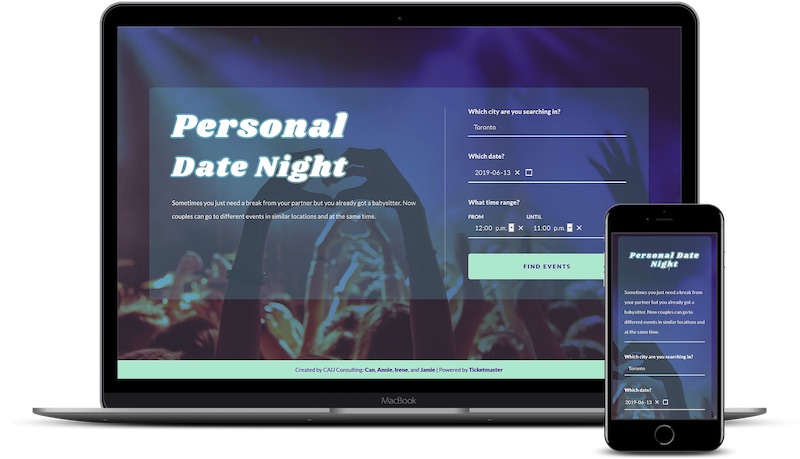 Personal
Date Night
Sometimes you just need a break from your partner but you already got a babysitter. Now
couples can go to different events in similar locations and at the same time.
Which city are you searching in?
Toronto
Which date?
2019-06-13 ×
What time range?
FROM UNTIL
12:00 p.m. × 11:00 p.m. ×
FIND EVENTS
Created by CAIJ Consulting: Can, Annie, Irene, and Jamie | Powered by Ticketmaster
MacBook
Personal Date
Night
Sometimes you just need a break from
your partner but you already got a
babysitter. Now couples can go to
different events in similar locations and
at the same time.
Which city are you searching in?
Toronto
Which date?
2019-06-13 ×